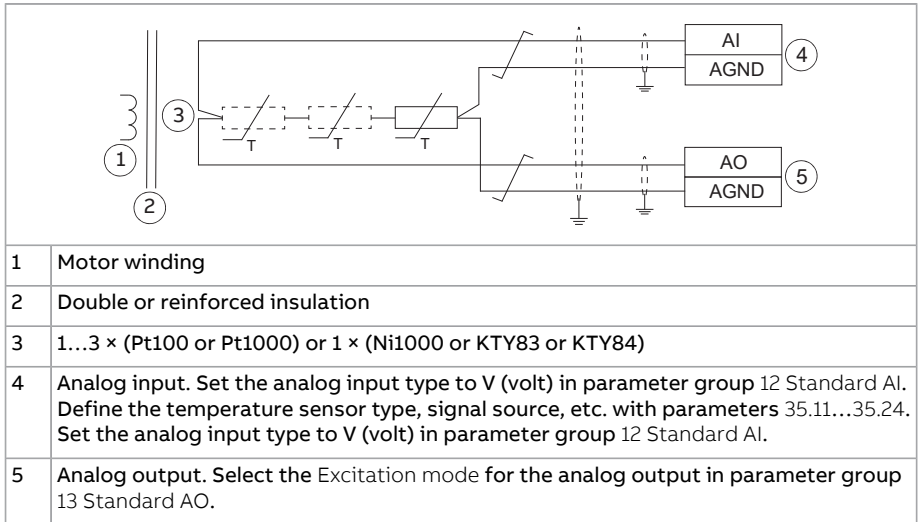 AI
4
AGND
3
T
T
T
1
AO
5
AGND
2
1 Motor winding
2 Double or reinforced insulation
3 1…3 × (Pt100 or Pt1000) or 1 × (Ni1000 or KTY83 or KTY84)
4 Analog input. Set the analog input type to V (volt) in parameter group 12 Standard AI.
Define the temperature sensor type, signal source, etc. with parameters 35.11…35.24.
Set the analog input type to V (volt) in parameter group 12 Standard AI.
5 Analog output. Select the Excitation mode for the analog output in parameter group
13 Standard AO.